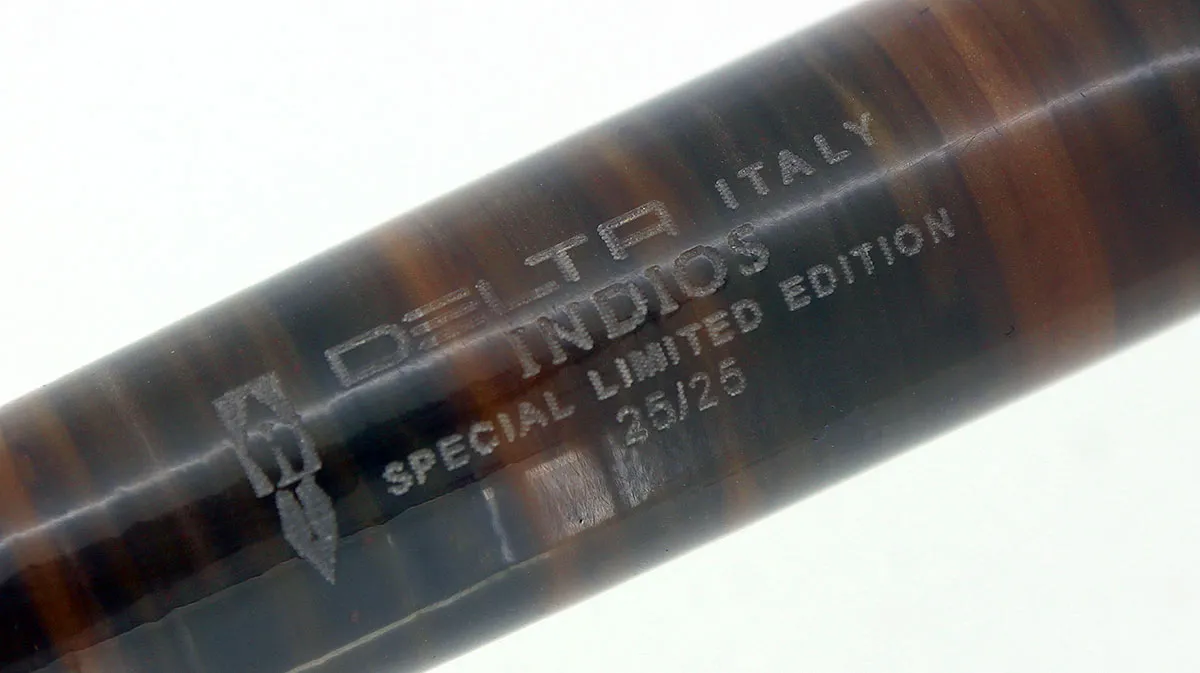 DELTA ITALY
INDIOS
SPECIAL LIMITED EDITION
25/25